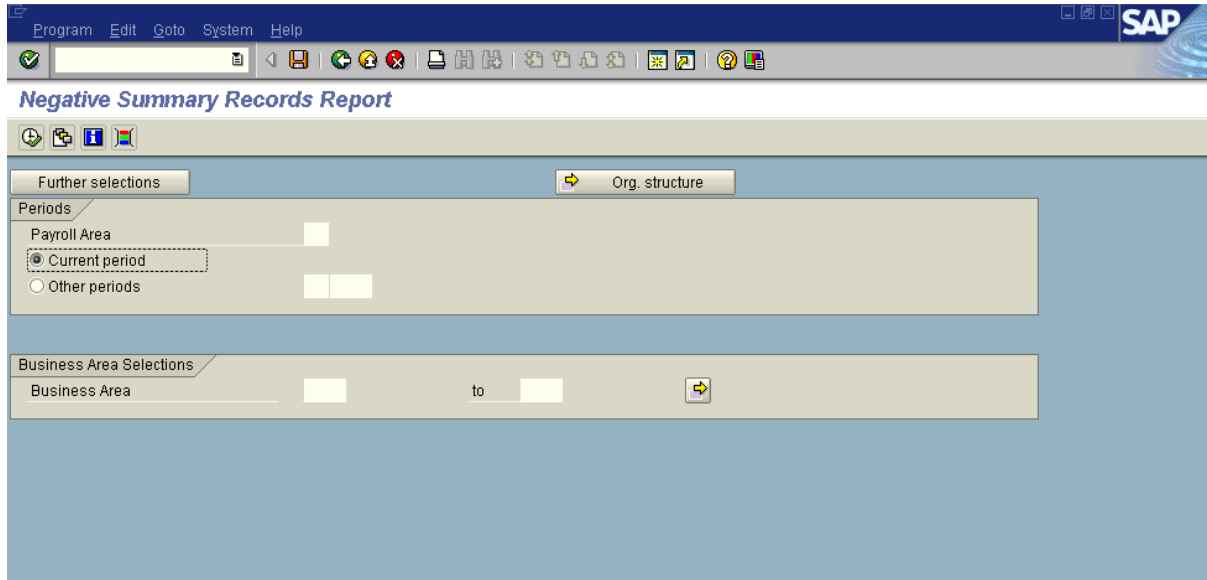 Program Edit Goto System Help
SAP
Negative Summary Records Report
Further selections Org. structure
Periods
Payroll Area
Current period
Other periods
Business Area Selections
Business Area to